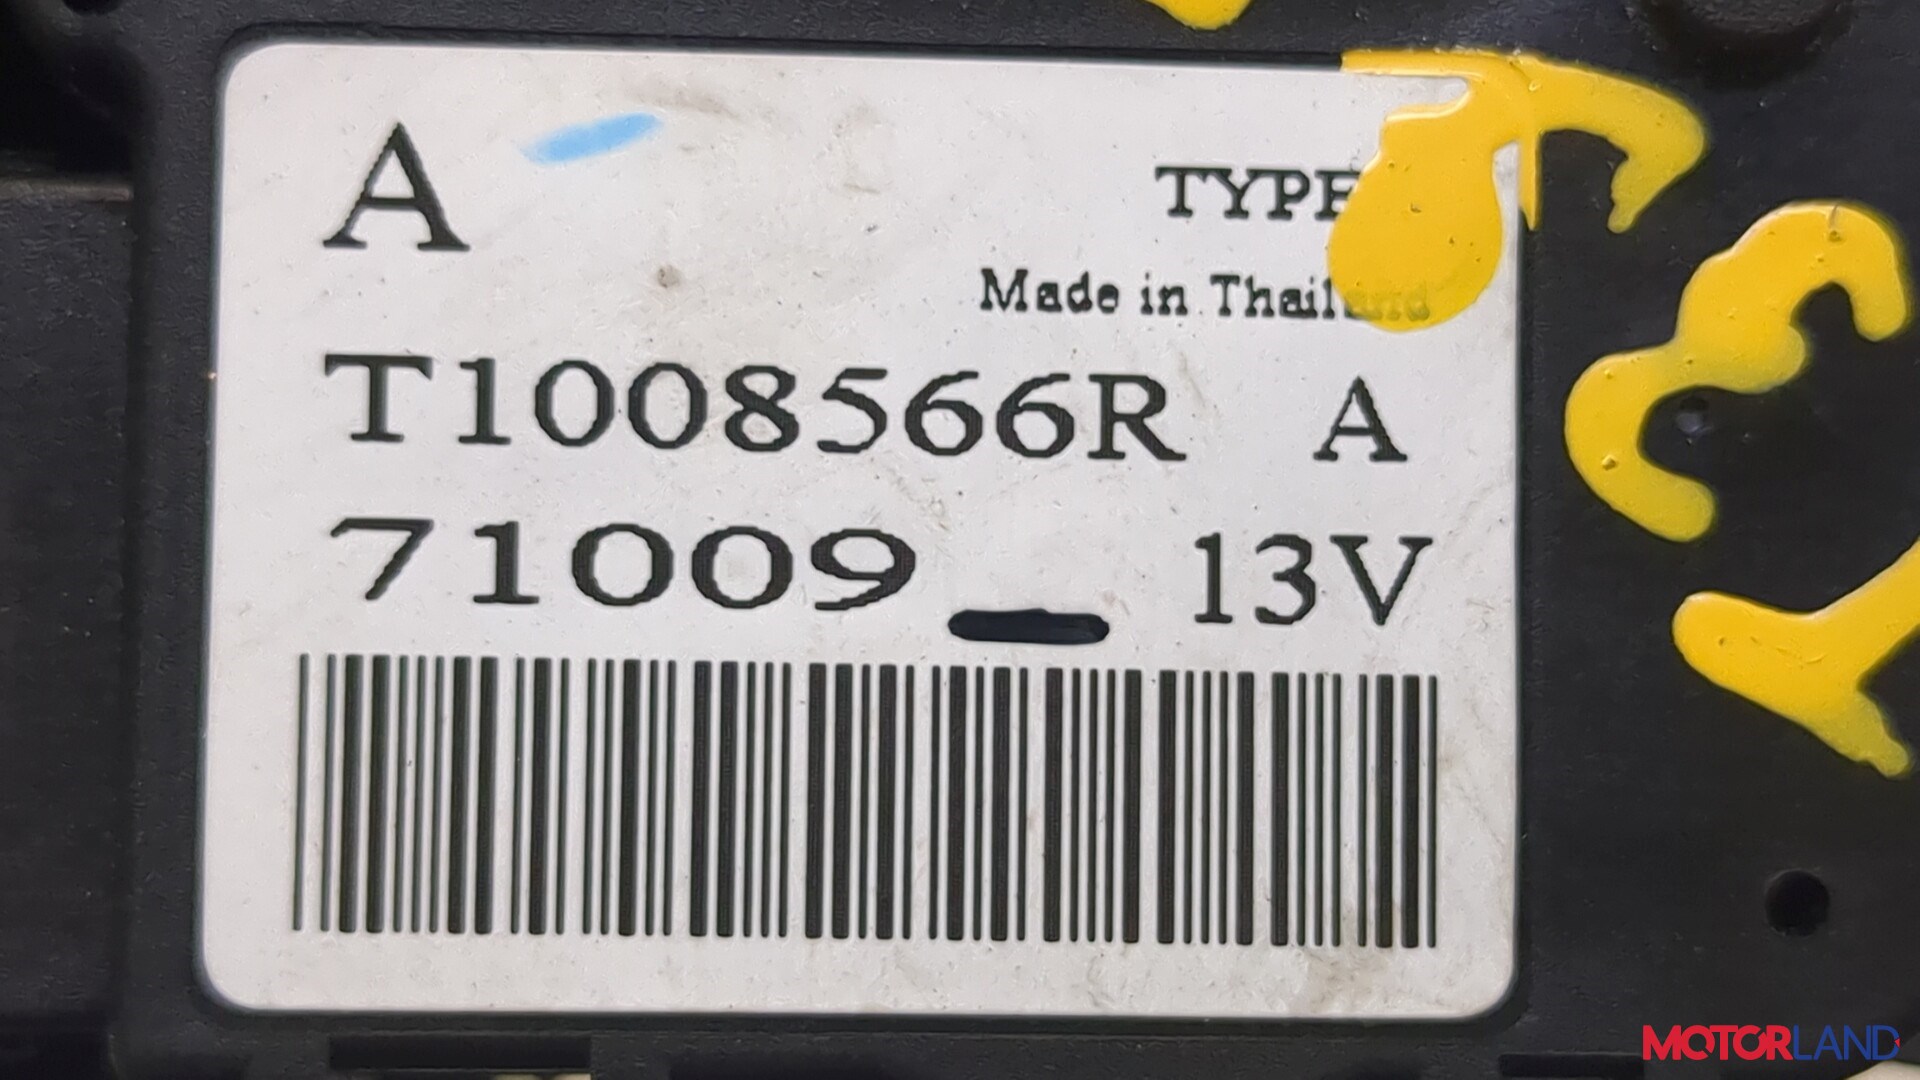 A
TYPE
Made in Thailand
T1008566R A
71009 13V
MOTORLAND